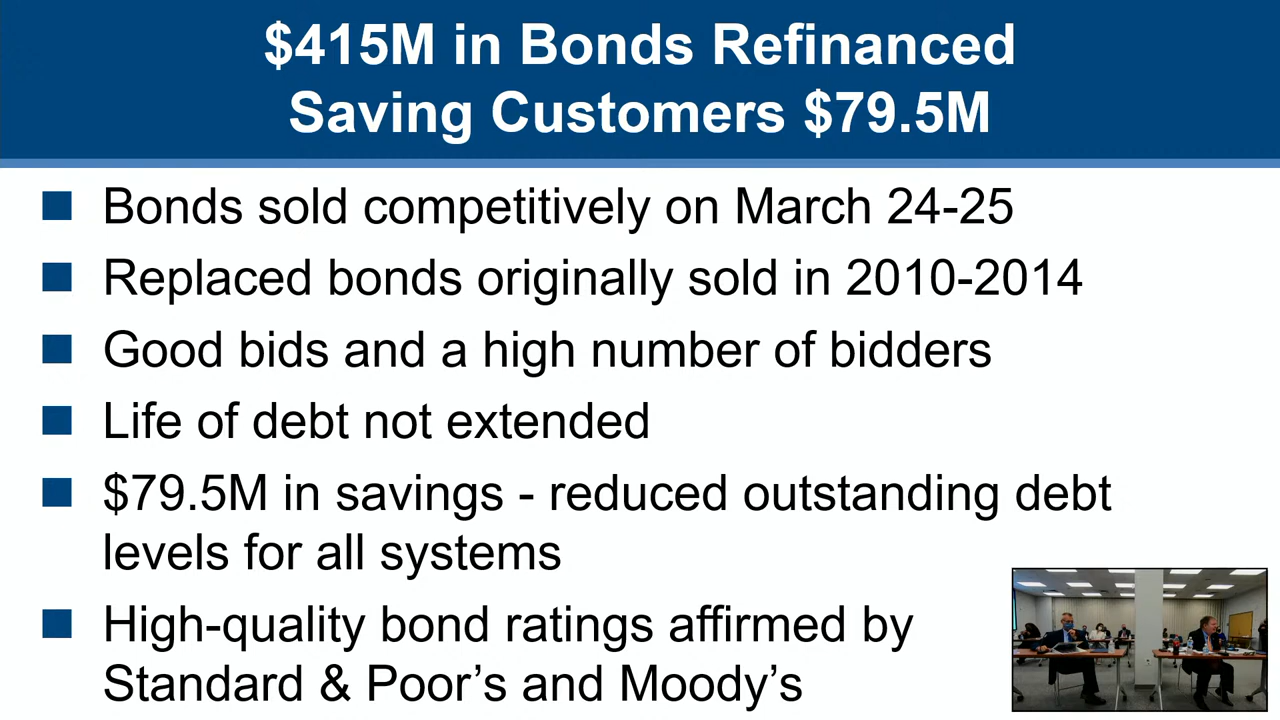 $415M in Bonds Refinanced
Saving Customers $79.5M
Bonds sold competitively on March 24-25
Replaced bonds originally sold in 2010-2014
Good bids and a high number of bidders
Life of debt not extended
$79.5M in savings - reduced outstanding debt
levels for all systems
High-quality bond ratings affirmed by
Standard & Poor’s and Moody’s